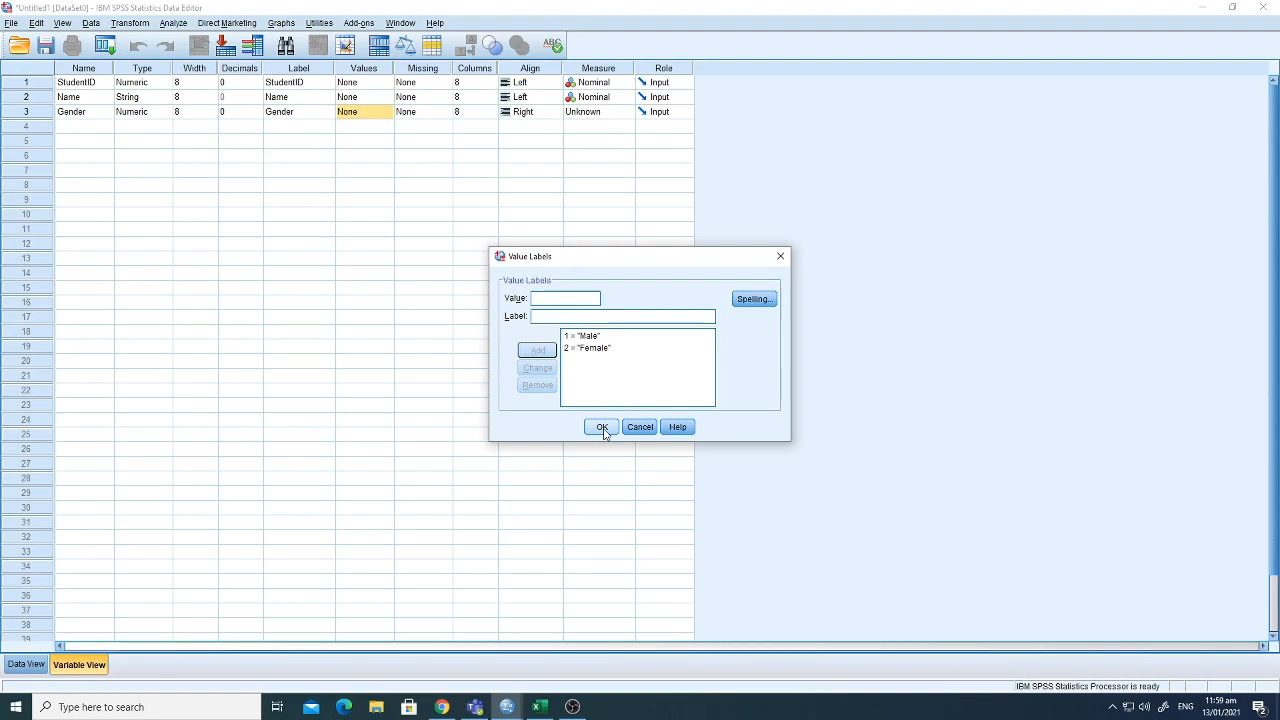 *Untitled1 [DataSet0] - IBM SPSS Statistics Data Editor
File Edit View Data Transform Analyze Direct Marketing Graphs Utilities Add-ons Window Help
Name Type Width Decimals Label Values Missing Columns Align Measure Role
1 StudentID Numeric 8 0 StudentID None None 8 Left Nominal Input
2 Name String 8 0 Name None None 8 Left Nominal Input
3 Gender Numeric 8 0 Gender None None 8 Right Unknown Input
4
5
6
7
8
9
10
11
12
13
14
15
16
17
18
19
20
21
22
23
24
25
26
27
28
29
30
31
32
33
34
35
36
37
38
39
Value Labels
Value Labels
Value:
Spelling...
Label:
1 = "Male"
2 = "Female"
Add
Change
Remove
OK Cancel Help
Data View Variable View
IBM SPSS Statistics Processor is ready
Type here to search
ENG
11:59 am
13/01/2021
2